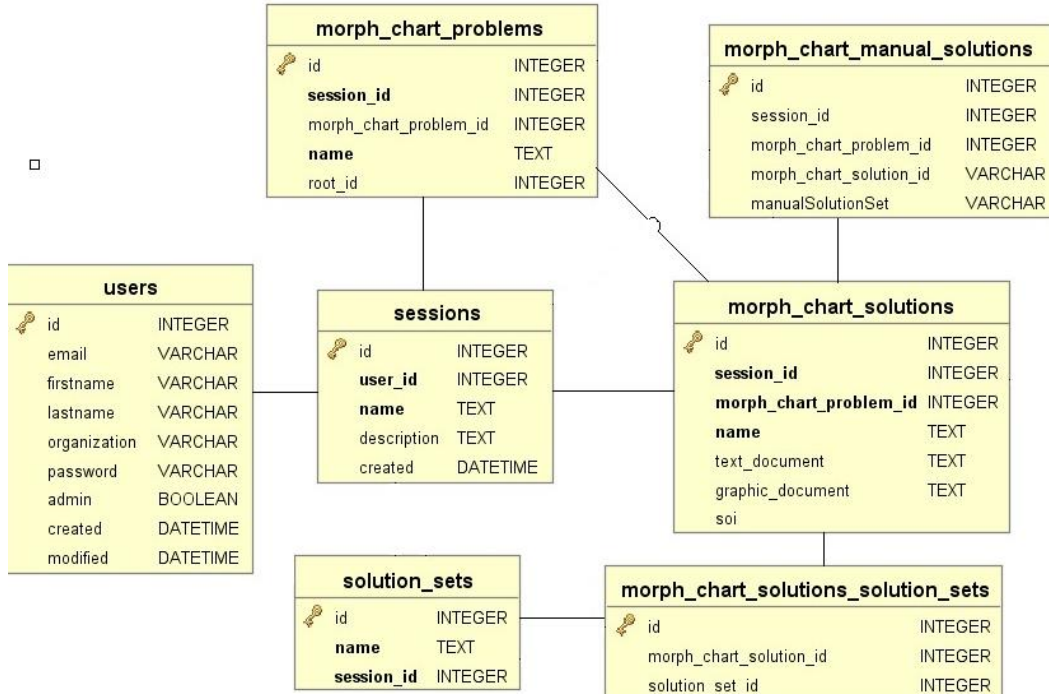 morph_chart_problems
id INTEGER
session_id INTEGER
morph_chart_problem_id INTEGER
name TEXT
root_id INTEGER
morph_chart_manual_solutions
id INTEGER
session_id INTEGER
morph_chart_problem_id INTEGER
morph_chart_solution_id VARCHAR
manualSolutionSet VARCHAR
users
id INTEGER
email VARCHAR
firstname VARCHAR
lastname VARCHAR
organization VARCHAR
password VARCHAR
admin BOOLEAN
created DATETIME
modified DATETIME
sessions
id INTEGER
user_id INTEGER
name TEXT
description TEXT
created DATETIME
morph_chart_solutions
id INTEGER
session_id INTEGER
morph_chart_problem_id INTEGER
name TEXT
text_document TEXT
graphic_document TEXT
soi
solution_sets
id INTEGER
name TEXT
session_id INTEGER
morph_chart_solutions_solution_sets
id INTEGER
morph_chart_solution_id INTEGER
solution_set_id INTEGER